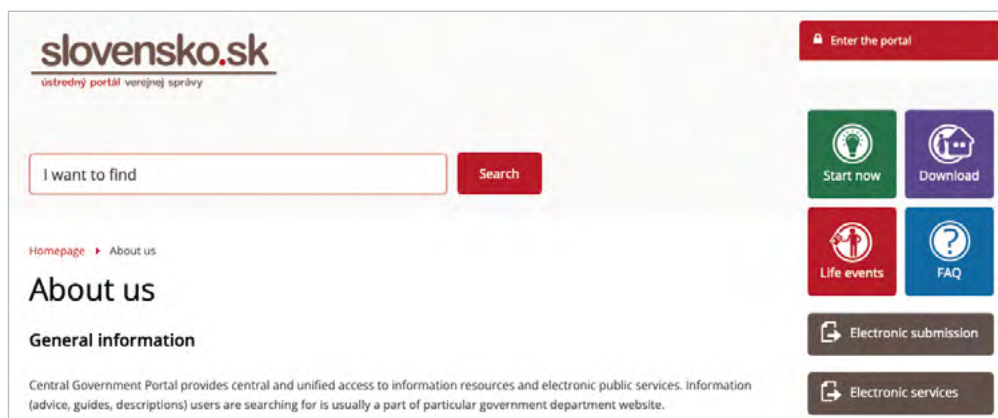 slovensko.sk
ústredný portál verejnej správy
Enter the portal
I want to find
Search
Start now
Download
Life events
FAQ
Homepage
About us
About us
General information
Electronic submission
Electronic services
Central Government Portal provides central and unified access to information resources and electronic public services. Information
(advice, guides, descriptions) users are searching for is usually a part of particular government department website.